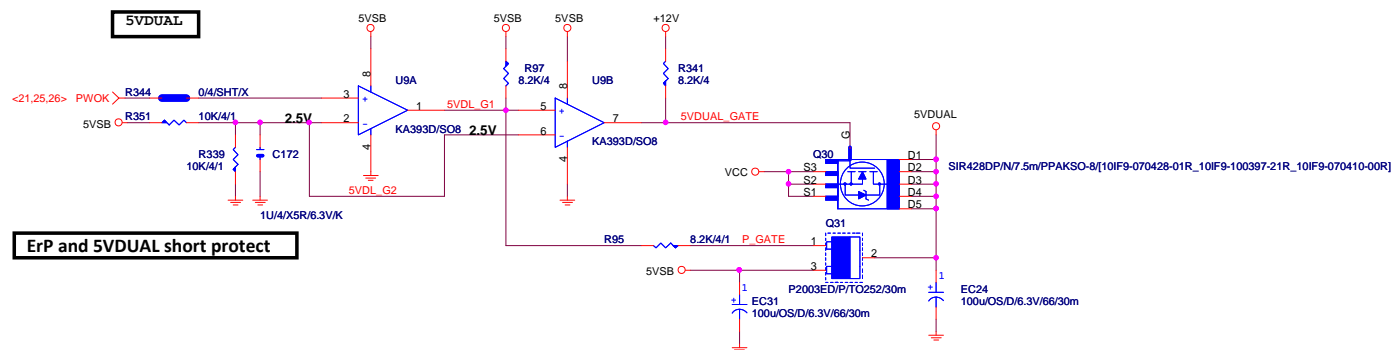 5VDUAL
5VSB
5VSB
5VSB
+12V
R97
8.2K/4
R341
8.2K/4
8
U9A
8
U9B
<21,25,26> PWOK
R344
0/4/SHT/X
3
+
1
5VDL_G1
5
+
7
5VDUAL_GATE
5VSB
R351
10K/4/1
2.5V
2
-
2.5V
6
-
KA393D/SO8
KA393D/SO8
4
4
R339
10K/4/1
C172
5VDL_G2
1U/4/X5R/6.3V/K
5VDUAL
G
Q30
VCC
S3
S2
S1
D1
D2
D3
D4
D5
SIR428DP/N/7.5m/PPAKSO-8/[10IF9-070428-01R_10IF9-100397-21R_10IF9-070410-00R]
Q31
ErP and 5VDUAL short protect
R95
8.2K/4/1
P_GATE
1
2
5VSB
3
P2003ED/P/TO252/30m
1
+
EC31
100u/OS/D/6.3V/66/30m
1
+
EC24
100u/OS/D/6.3V/66/30m